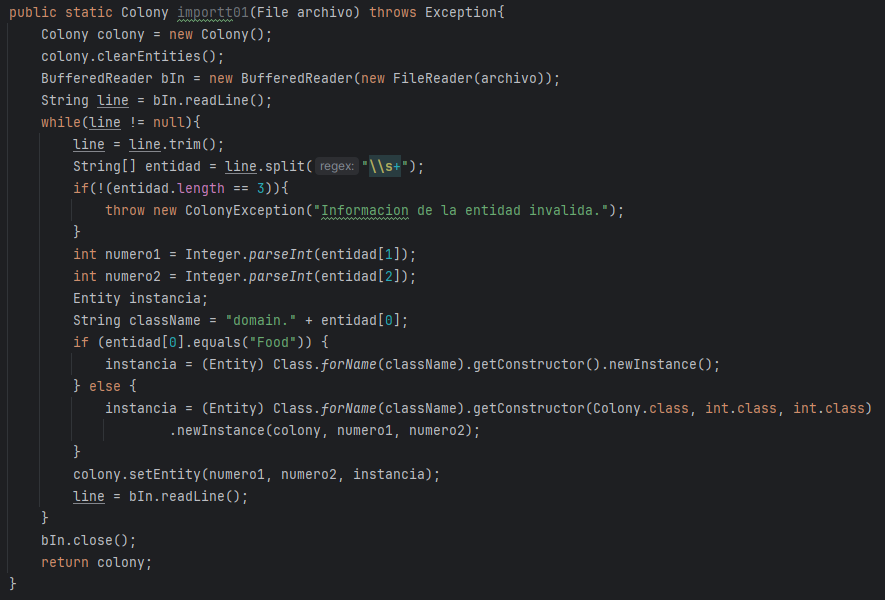 public static Colony importt01(File archivo) throws Exception{
    Colony colony = new Colony();
    colony.clearEntities();
    BufferedReader bIn = new BufferedReader(new FileReader(archivo));
    String line = bIn.readLine();
    while(line != null){
        line = line.trim();
        String[] entidad = line.split( regex: "\\s+");
        if(!(entidad.length == 3)){
            throw new ColonyException("Informacion de la entidad invalida.");
        }
        int numero1 = Integer.parseInt(entidad[1]);
        int numero2 = Integer.parseInt(entidad[2]);
        Entity instancia;
        String className = "domain." + entidad[0];
        if (entidad[0].equals("Food")) {
            instancia = (Entity) Class.forName(className).getConstructor().newInstance();
        } else {
            instancia = (Entity) Class.forName(className).getConstructor(Colony.class, int.class, int.class)
                    .newInstance(colony, numero1, numero2);
        }
        colony.setEntity(numero1, numero2, instancia);
        line = bIn.readLine();
    }
    bIn.close();
    return colony;
}